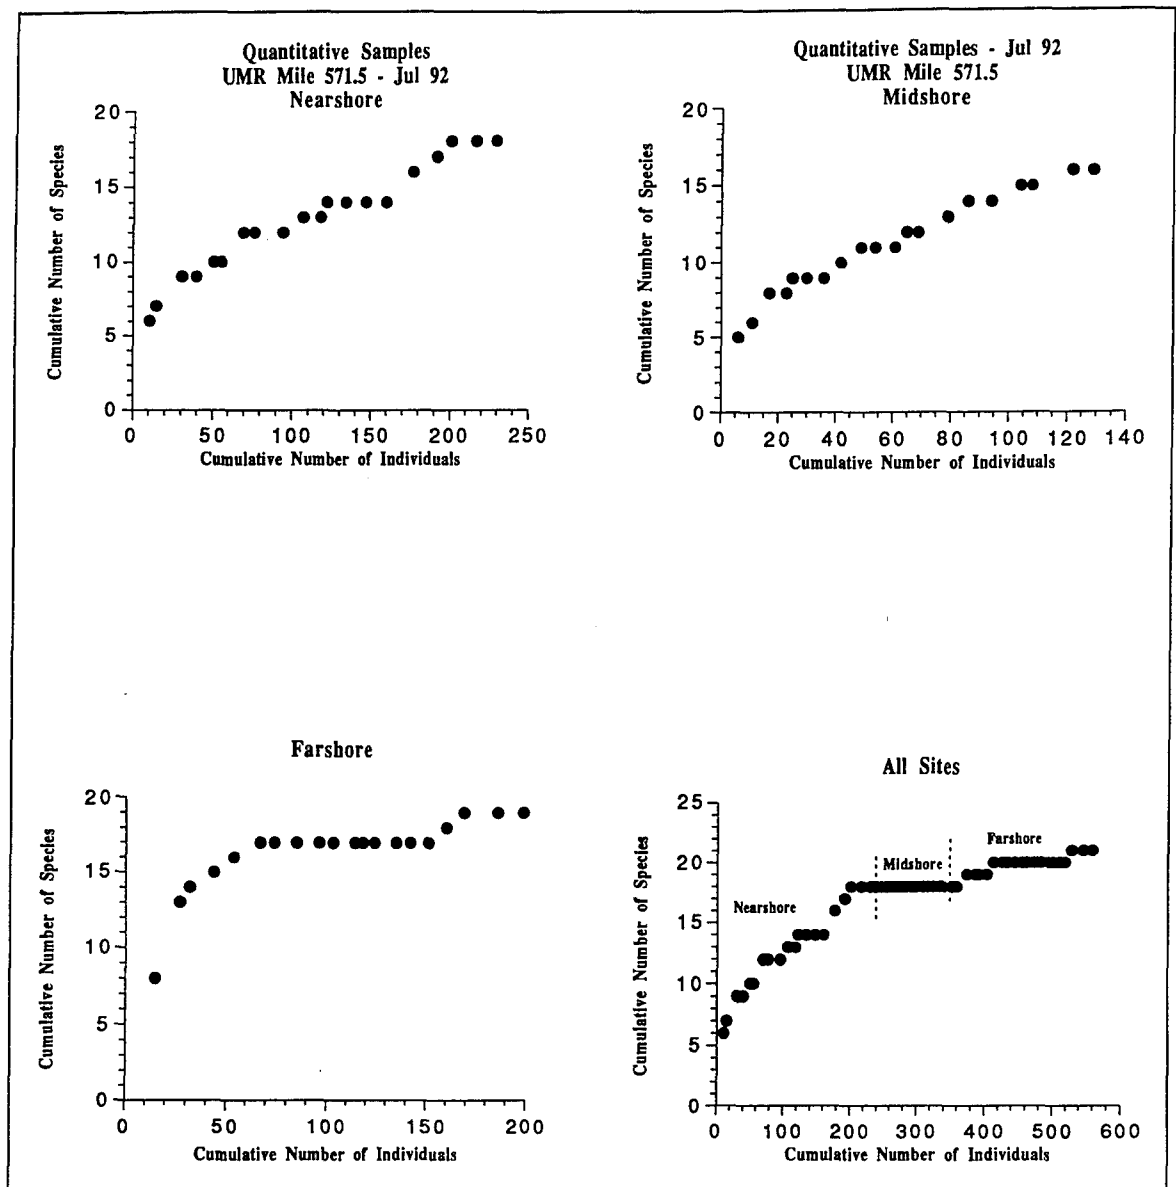 Quantitative Samples
UMR Mile 571.5 - Jul 92
Nearshore
20
15
10
5
0
Cumulative Number of Species
0 50 100 150 200 250
Cumulative Number of Individuals
Quantitative Samples - Jul 92
UMR Mile 571.5
Midshore
20
15
10
5
0
Cumulative Number of Species
0 20 40 60 80 100 120 140
Cumulative Number of Individuals
Farshore
20
15
10
5
0
Cumulative Number of Species
0 50 100 150 200
Cumulative Number of Individuals
All Sites
25
20
15
10
5
0
Cumulative Number of Species
Nearshore
Midshore
Farshore
0 100 200 300 400 500 600
Cumulative Number of Individuals